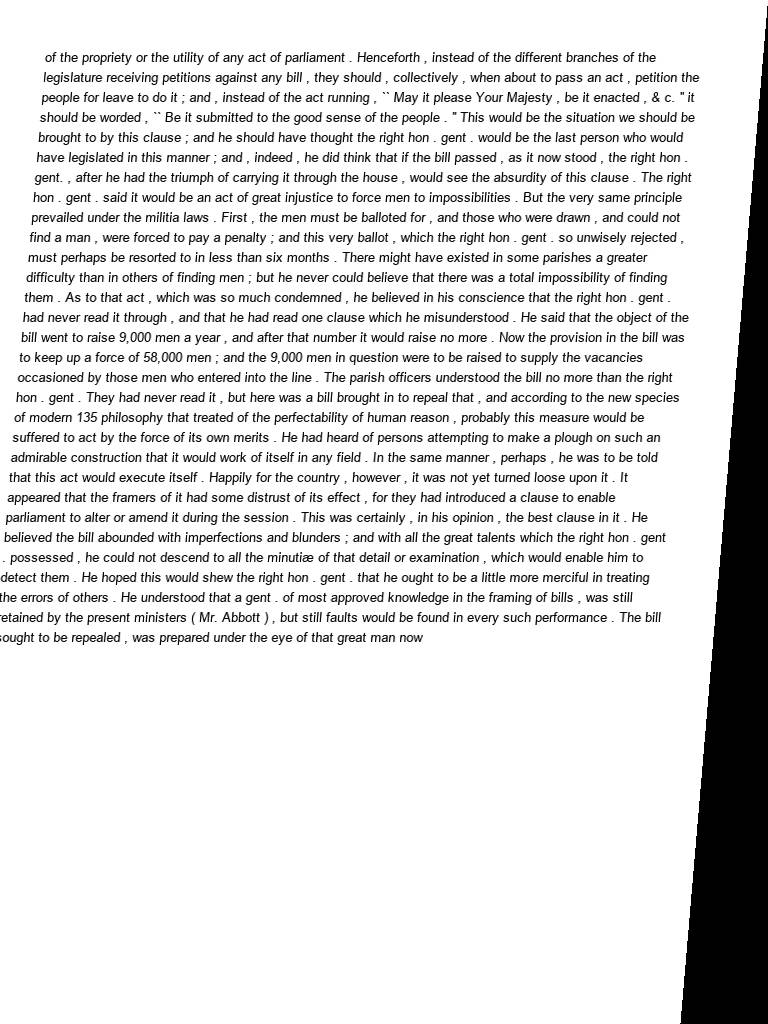 of the propriety or the utility of any act of parliament . Henceforth , instead of the different branches of the
legislature receiving petitions against any bill , they should , collectively , when about to pass an act , petition the
people for leave to do it ; and , instead of the act running , `` May it please Your Majesty , be it enacted , & c. " it
should be worded , `` Be it submitted to the good sense of the people . " This would be the situation we should be
brought to by this clause ; and he should have thought the right hon . gent . would be the last person who would
have legislated in this manner ; and , indeed , he did think that if the bill passed , as it now stood , the right hon .
gent. , after he had the triumph of carrying it through the house , would see the absurdity of this clause . The right
hon . gent . said it would be an act of great injustice to force men to impossibilities . But the very same principle
prevailed under the militia laws . First , the men must be balloted for , and those who were drawn , and could not
find a man , were forced to pay a penalty ; and this very ballot , which the right hon . gent . so unwisely rejected ,
must perhaps be resorted to in less than six months . There might have existed in some parishes a greater
difficulty than in others of finding men ; but he never could believe that there was a total impossibility of finding
them . As to that act , which was so much condemned , he believed in his conscience that the right hon . gent .
had never read it through , and that he had read one clause which he misunderstood . He said that the object of the
bill went to raise 9,000 men a year , and after that number it would raise no more . Now the provision in the bill was
to keep up a force of 58,000 men ; and the 9,000 men in question were to be raised to supply the vacancies
occasioned by those men who entered into the line . The parish officers understood the bill no more than the right
hon . gent . They had never read it , but here was a bill brought in to repeal that , and according to the new species
of modern 135 philosophy that treated of the perfectability of human reason , probably this measure would be
suffered to act by the force of its own merits . He had heard of persons attempting to make a plough on such an
admirable construction that it would work of itself in any field . In the same manner , perhaps , he was to be told
that this act would execute itself . Happily for the country , however , it was not yet turned loose upon it . It
appeared that the framers of it had some distrust of its effect , for they had introduced a clause to enable
parliament to alter or amend it during the session . This was certainly , in his opinion , the best clause in it . He
believed the bill abounded with imperfections and blunders ; and with all the great talents which the right hon . gent
. possessed , he could not descend to all the minutiæ of that detail or examination , which would enable him to
detect them . He hoped this would shew the right hon . gent . that he ought to be a little more merciful in treating
the errors of others . He understood that a gent . of most approved knowledge in the framing of bills , was still
retained by the present ministers ( Mr. Abbott ) , but still faults would be found in every such performance . The bill
sought to be repealed , was prepared under the eye of that great man now